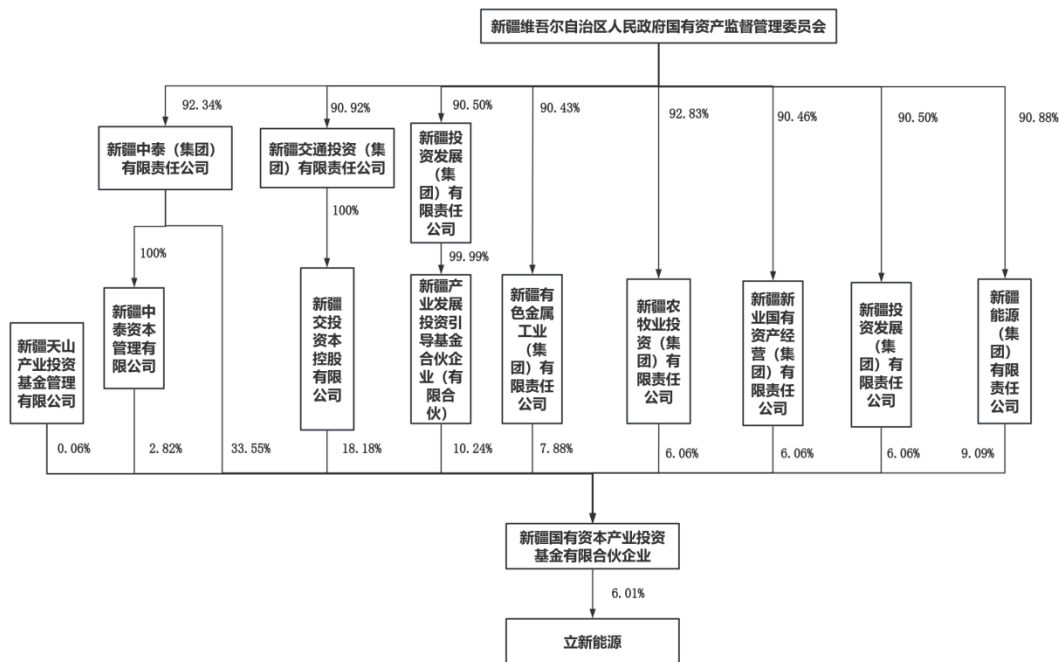 新疆维吾尔自治区人民政府国有资产监督管理委员会
92.34%
90.92%
90.50%
90.43%
92.83%
90.46%
90.50%
90.88%
新疆中泰（集团）
有限责任公司
新疆交通投资（集
团）有限责任公司
新疆投
资发展
（集
团）有
限责任
公司
100%
100%
99.99%
新疆天山
产业投资
基金管理
有限公司
新疆中
泰资本
管理有
限公司
新疆
交投
资本
控股
有限
公司
新疆产
业发展
投资引
导基金
合伙企
业（有
限合
伙）
新疆有
色金属
工业
（集
团）有
限责任
公司
新疆农
牧业投
资（集
团）有
限责任
公司
新疆新
业国有
资产经
营（集
团）有
限责任
公司
新疆投
资发展
（集
团）有
限责任
公司
新疆
能源
（集
团）
有限
责任
公司
0.06%
2.82%
33.55%
18.18%
10.24%
7.88%
6.06%
6.06%
6.06%
9.09%
新疆国有资本产业投资
基金有限合伙企业
6.01%
立新能源